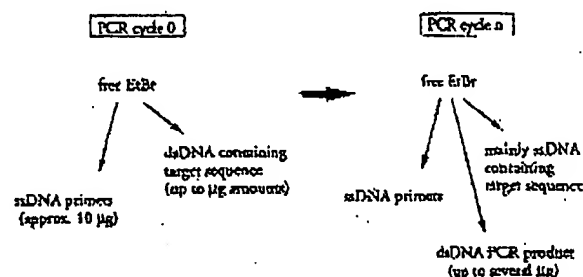 PCR cycle 0
free EtBr
dsDNA containing
target sequence
(up to µg amounts)
ssDNA primers
(approx. 10 µg)
PCR cycle n
free EtBr
mainly ssDNA
containing
target sequence
ssDNA primers
dsDNA PCR product
(up to several µg)